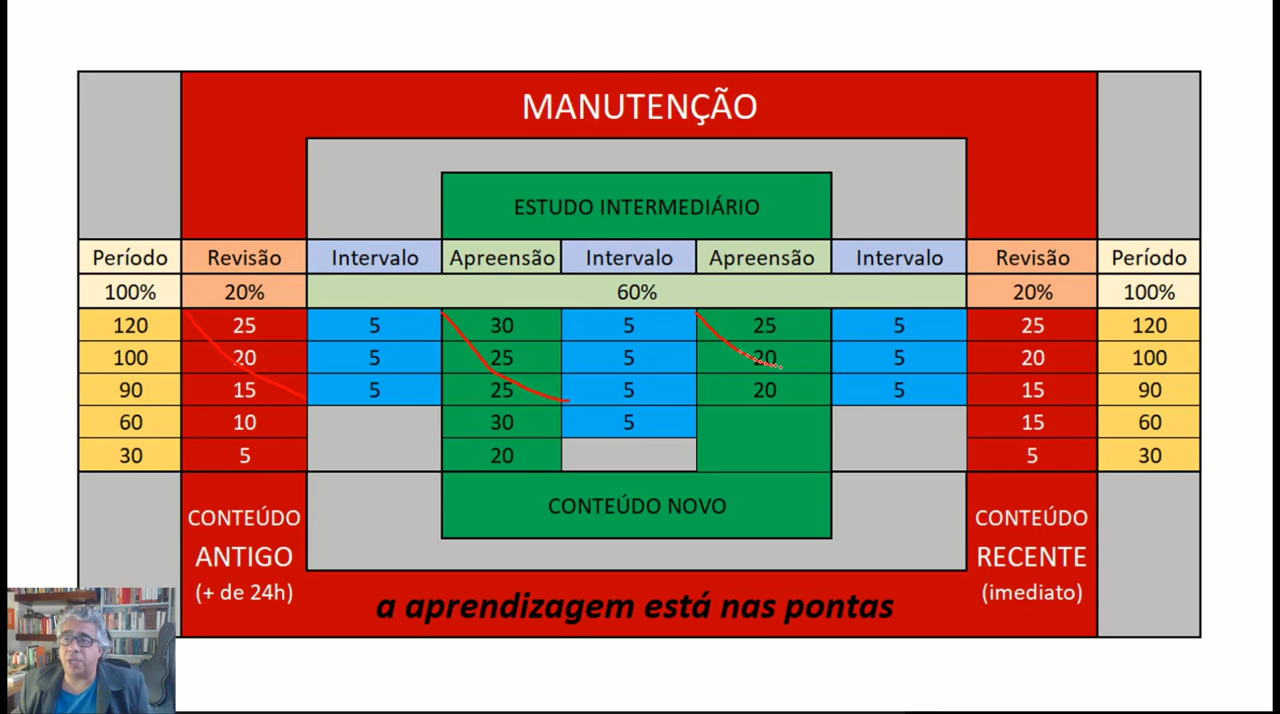 MANUTENÇÃO
ESTUDO INTERMEDIÁRIO
Período Revisão Intervalo Apreensão Intervalo Apreensão Intervalo Revisão Período
100% 20% 60% 20% 100%
120 25 5 30 5 25 5 25 120
100 20 5 25 5 20 5 20 100
90 15 5 25 5 20 5 15 90
60 10 30 5 15 60
30 5 20 5 30
CONTEÚDO NOVO
CONTEÚDO
ANTIGO
(+ de 24h)
CONTEÚDO
RECENTE
(imediato)
a aprendizagem está nas pontas